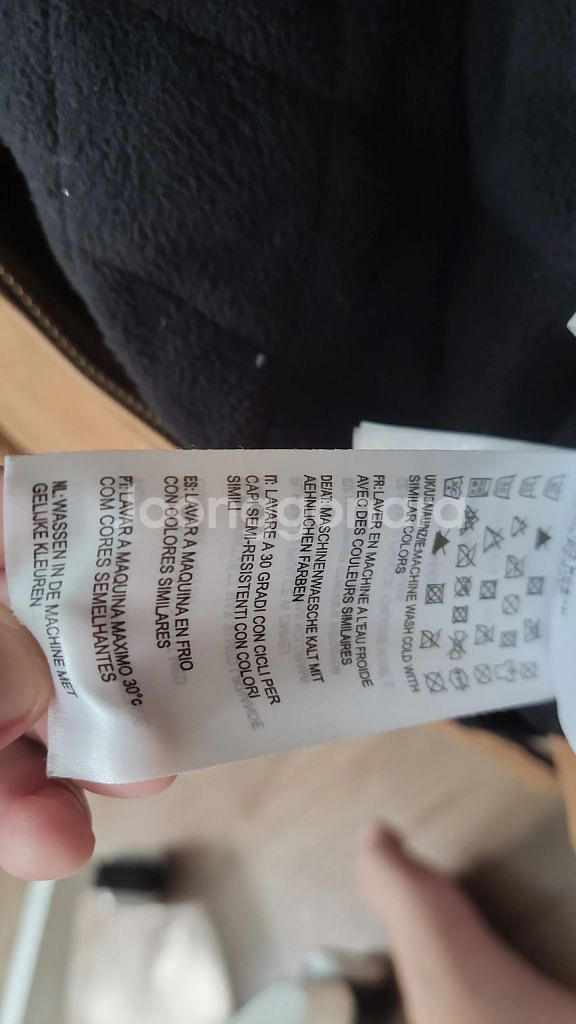 UK/US/AU/NZ/IE:MACHINE WASH COLD WITH
SIMILAR COLORS
FR:LAVER EN MACHINE A L'EAU FROIDE
AVEC DES COULEURS SIMILAIRES
DE/AT: MASCHINENWAESCHE KALT MIT
AEHNLICHEN FARBEN
IT: LAVARE A 30 GRADI CON CICLI PER
CAPI SEMI-RESISTENTI CON COLORI
SIMILI
ES: LAVAR A MAQUINA EN FRIO
CON COLORES SIMILARES
PT:LAVAR A MAQUINA MAXIMO 30°C
COM CORES SEMELHANTES
NL:WASSEN IN DE MACHINE MET
GELIJKE KLEUREN